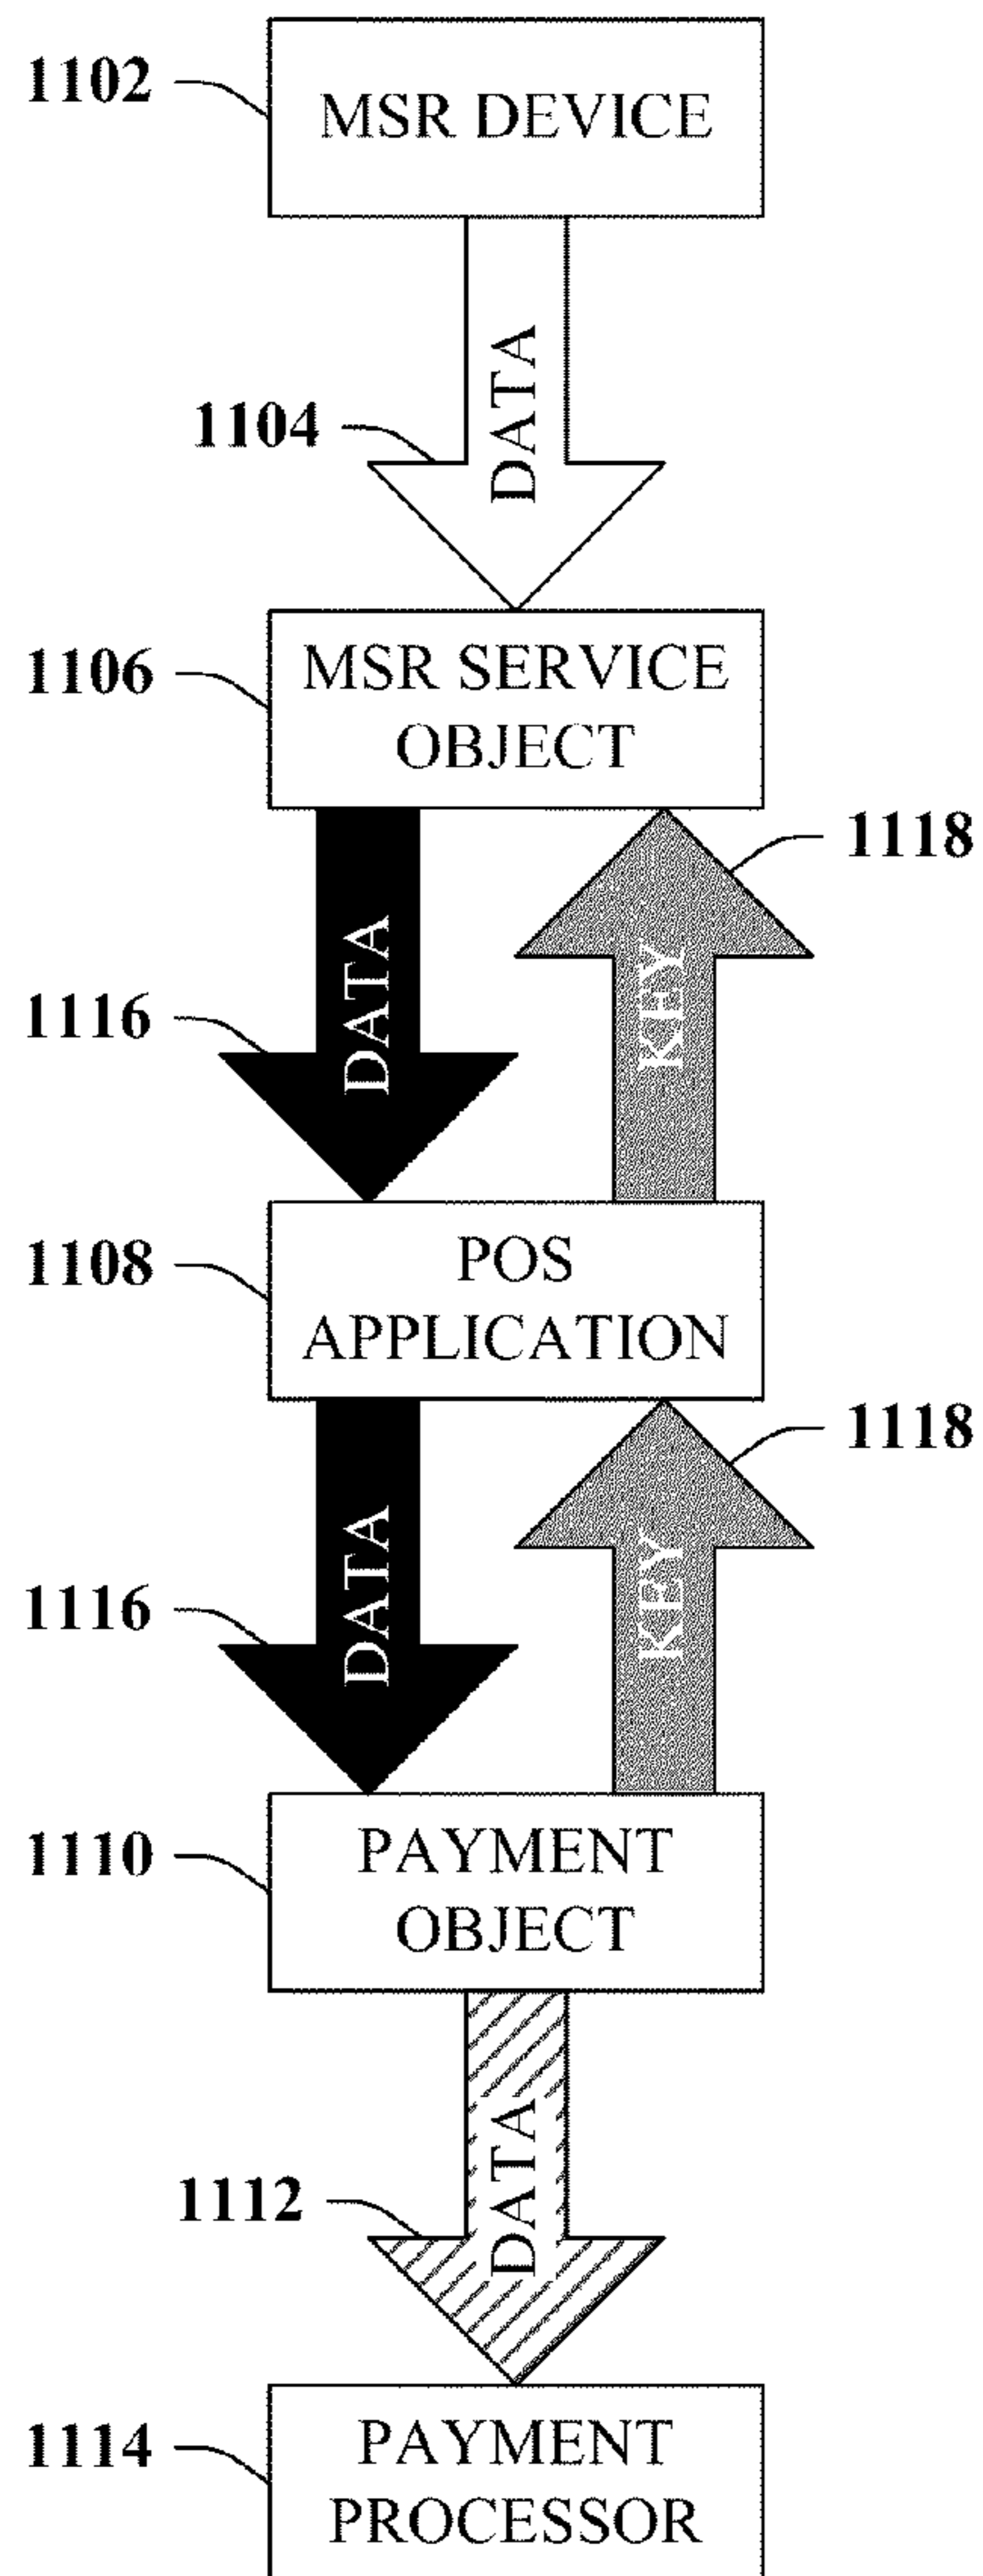 1102
MSR DEVICE
DATA
1104
1106
MSR SERVICE
OBJECT
1118
DATA
KEY
1116
1108
POS
APPLICATION
1118
DATA
KEY
1116
1110
PAYMENT
OBJECT
DATA
1112
1114
PAYMENT
PROCESSOR